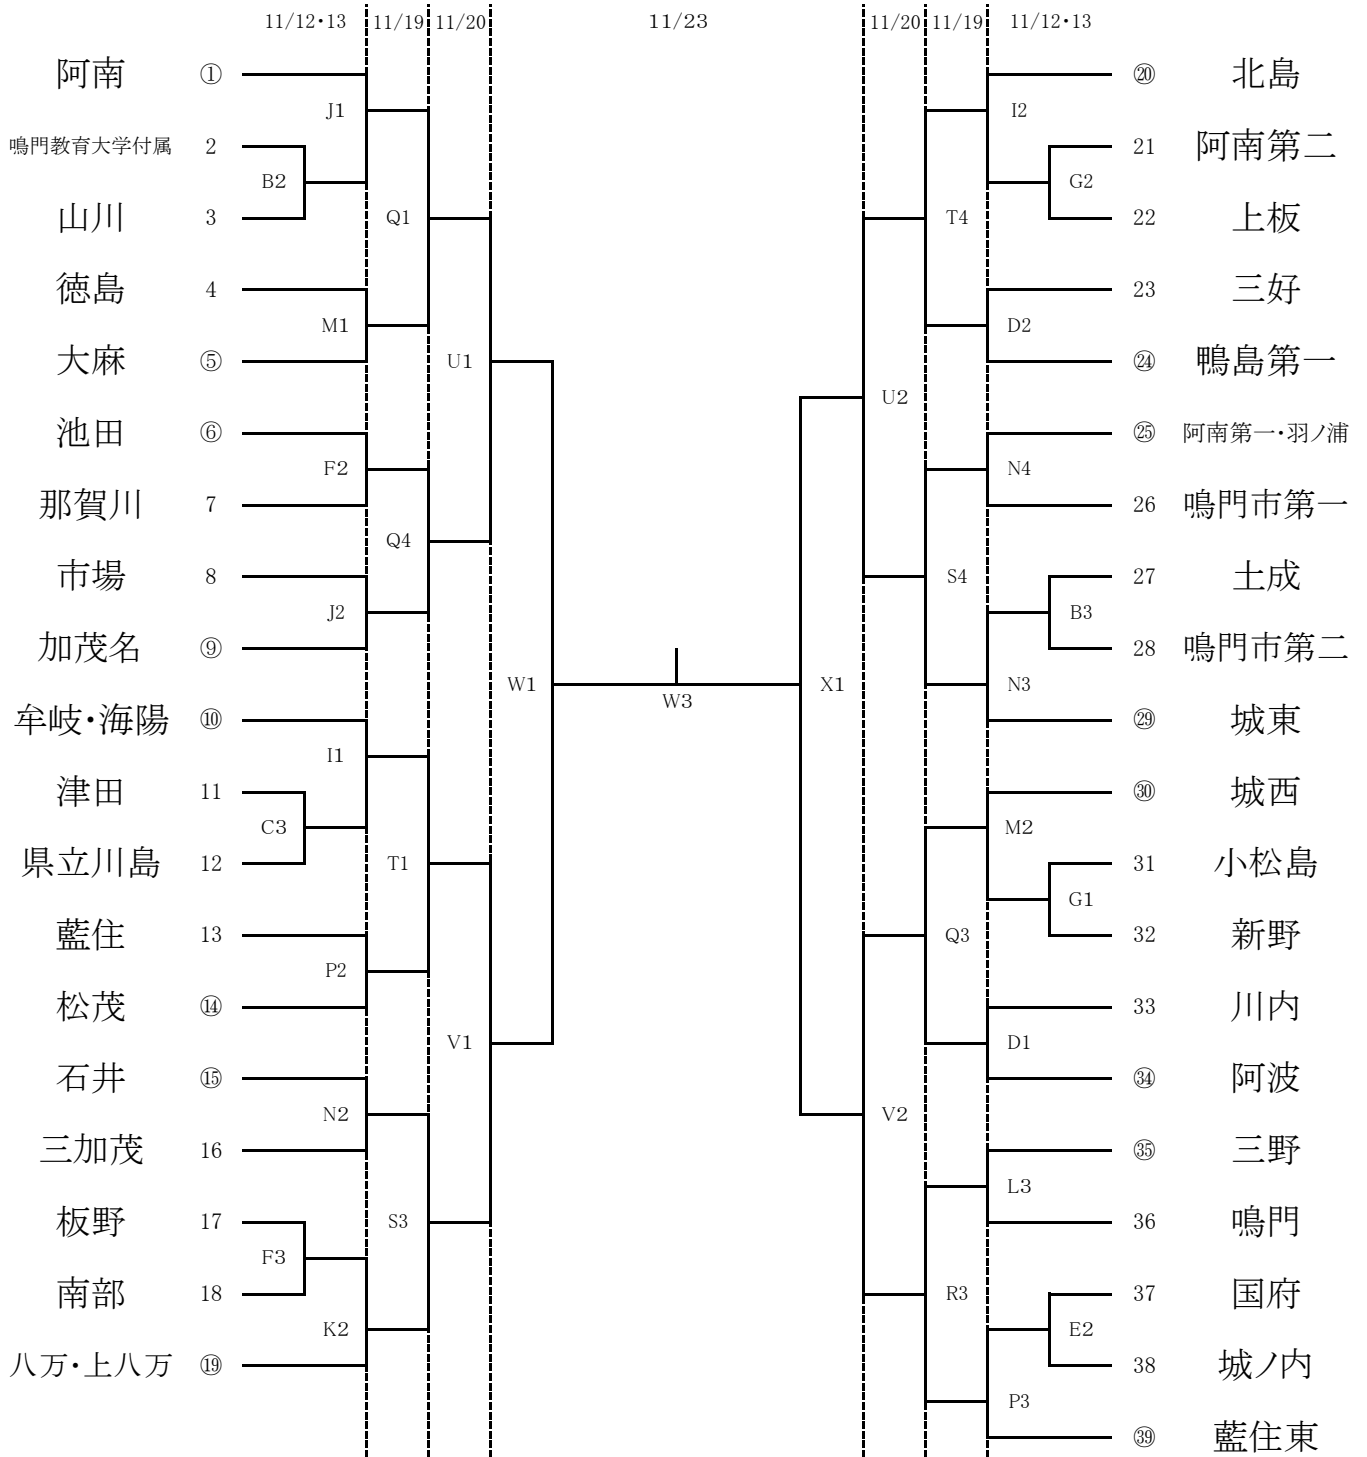 11/12・13 11/19 11/20 11/23 11/20 11/19 11/12・13
阿南 ① ⑳ 北島
J1 I2
鳴門教育大学付属 2 21 阿南第二
B2 G2
山川 3 Q1 T4 22 上板
徳島 4 23 三好
M1 D2
大麻 ⑤ U1 ㉔ 鴨島第一
U2
池田 ⑥ ㉕ 阿南第一・羽ノ浦
F2 N4
那賀川 7 26 鳴門市第一
Q4
市場 8 S4 27 土成
J2 B3
加茂名 ⑨ 28 鳴門市第二
W1 X1 N3
W3
牟岐・海陽 ⑩ ㉙ 城東
I1
津田 11 ㉚ 城西
C3 M2
県立川島 12 T1 31 小松島
G1
藍住 13 Q3 32 新野
P2
松茂 ⑭ 33 川内
V1 D1
石井 ⑮ ㉞ 阿波
N2 V2
三加茂 16 ㉟ 三野
L3
板野 17 S3 36 鳴門
F3
南部 18 R3 37 国府
K2 E2
八万・上八万 ⑲ 38 城ノ内
P3
㊴ 藍住東